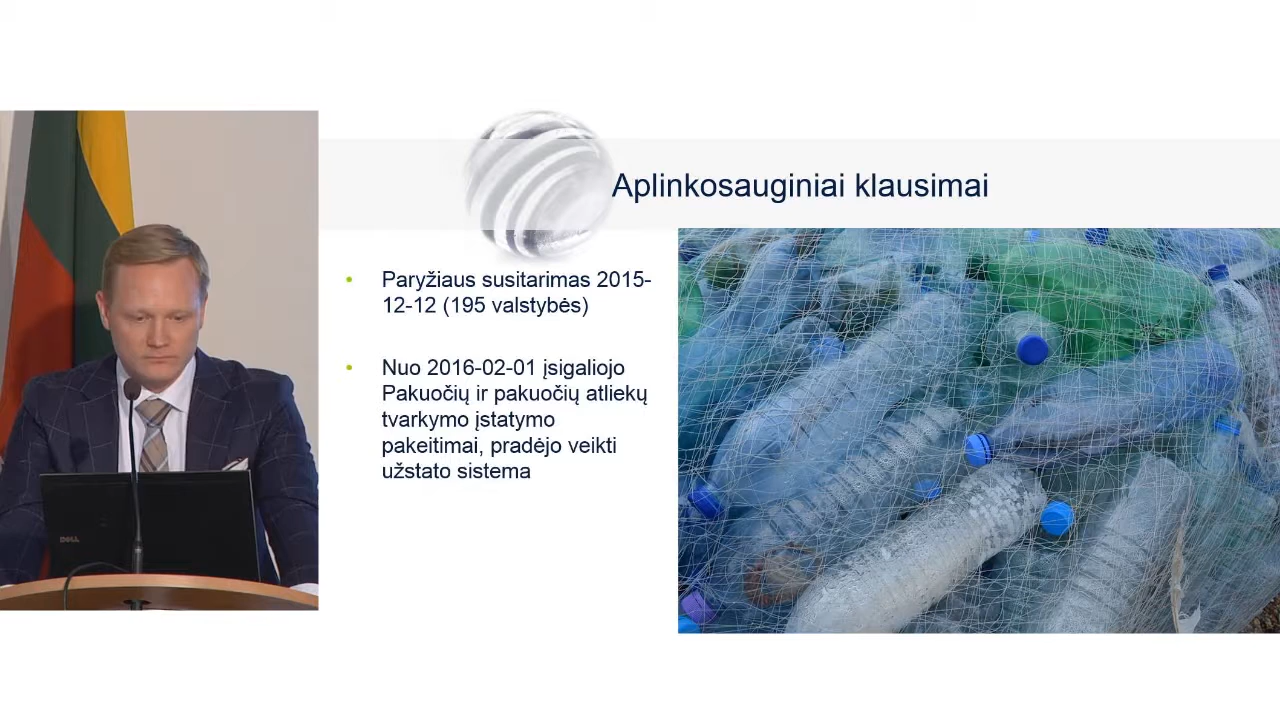 Aplinkosauginiai klausimai
• Paryžiaus susitarimas 2015-
12-12 (195 valstybės)
• Nuo 2016-02-01 įsigaliojo
Pakuočių ir pakuočių atliekų
tvarkymo įstatymo
pakeitimai, pradėjo veikti
užstato sistema
DELL